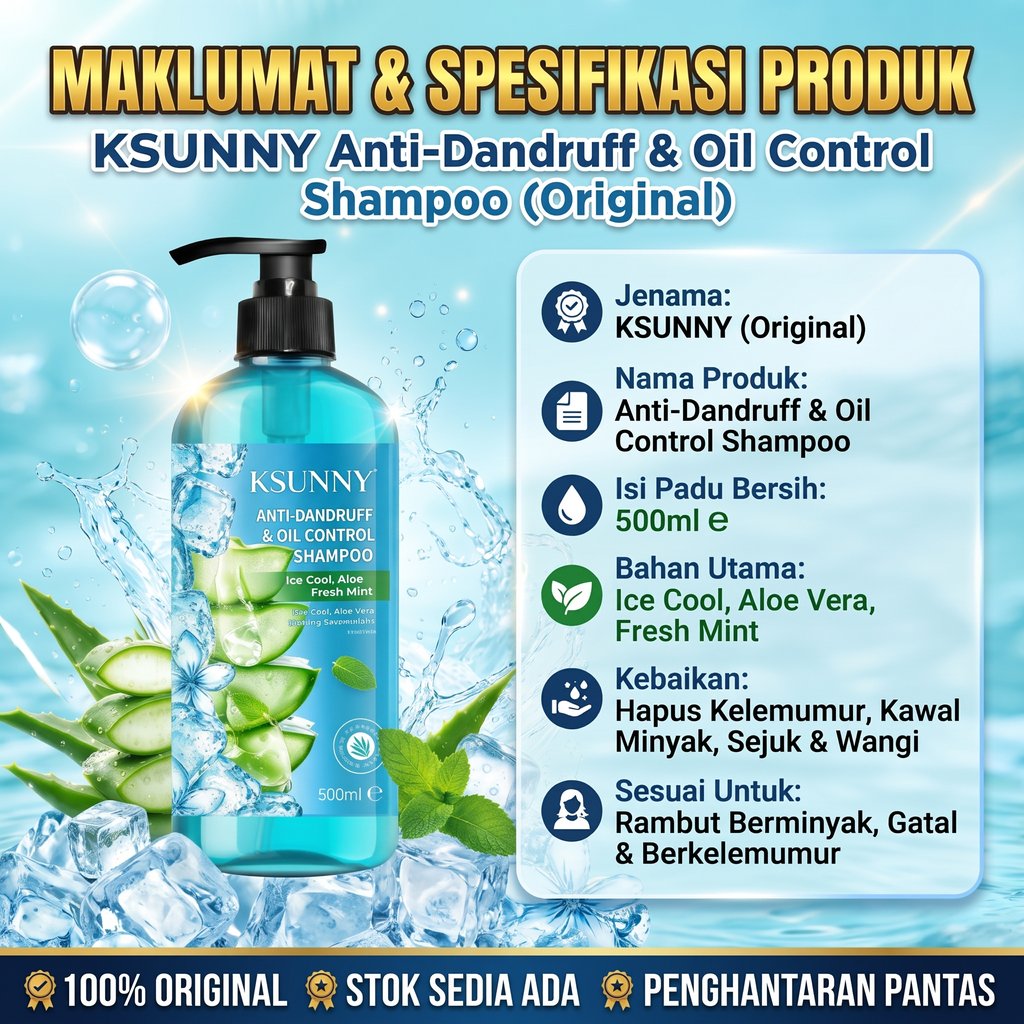 MAKLUMAT & SPESIFIKASI PRODUK
KSUNNY Anti-Dandruff & Oil Control
Shampoo (Original)
KSUNNY
ANTI-DANDRUFF
& OIL CONTROL
SHAMPOO
Ice Cool, Aloe
Fresh Mint
Cool, Aloe Vera
500ml e
Jenama:
KSUNNY (Original)
Nama Produk:
Anti-Dandruff & Oil
Control Shampoo
Isi Padu Bersih:
500ml e
Bahan Utama:
Ice Cool, Aloe Vera,
Fresh Mint
Kebaikan:
Hapus Kelemumur, Kawal
Minyak, Sejuk & Wangi
Sesuai Untuk:
Rambut Berminyak, Gatal
& Berkelemumur
100% ORIGINAL
STOK SEDIA ADA
PENGHANTARAN PANTAS